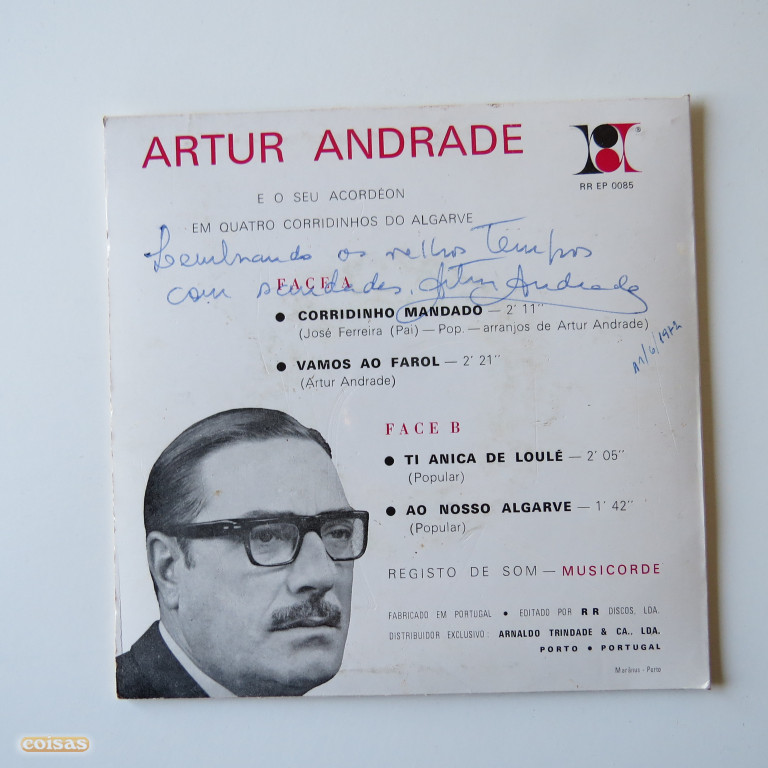 ARTUR ANDRADE
®
RR EP 0085
E O SEU ACORDÉON
EM QUATRO CORRIDINHOS DO ALGARVE
Lembrando os velhos Tempos
com saudades. Artur Andrade
FACE A
● CORRIDINHO MANDADO — 2' 11''
(José Ferreira (Pai) — Pop. — arranjos de Artur Andrade)
● VAMOS AO FAROL — 2' 21''
(Artur Andrade)
/6/1972
FACE B
● TI ANICA DE LOULÉ — 2' 05''
(Popular)
● AO NOSSO ALGARVE — 1' 42''
(Popular)
REGISTO DE SOM — MUSICORDE
FABRICADO EM PORTUGAL ● EDITADO POR RR DISCOS, LDA.
DISTRIBUIDOR EXCLUSIVO: ARNALDO TRINDADE & CA., LDA.
PORTO ● PORTUGAL
- Porto
coisas